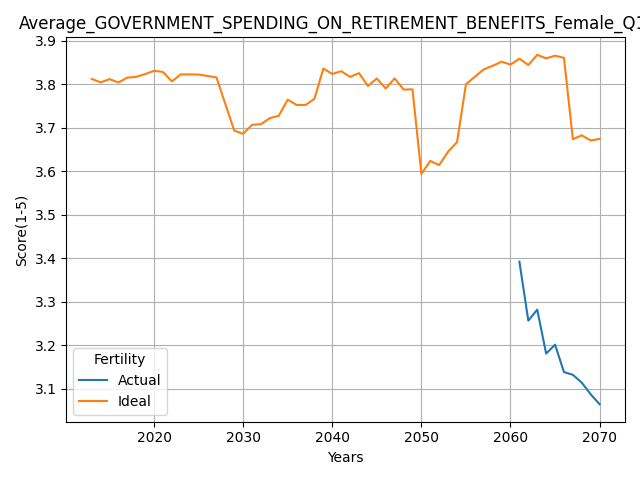 Average_GOVERNMENT_SPENDING_ON_RETIREMENT_BENEFITS_Female_Q1
3.9
3.8
3.7
3.6
3.5
3.4
3.3
3.2
3.1
Score(1-5)
Fertility
Actual
Ideal
2020 2030 2040 2050 2060 2070
Years